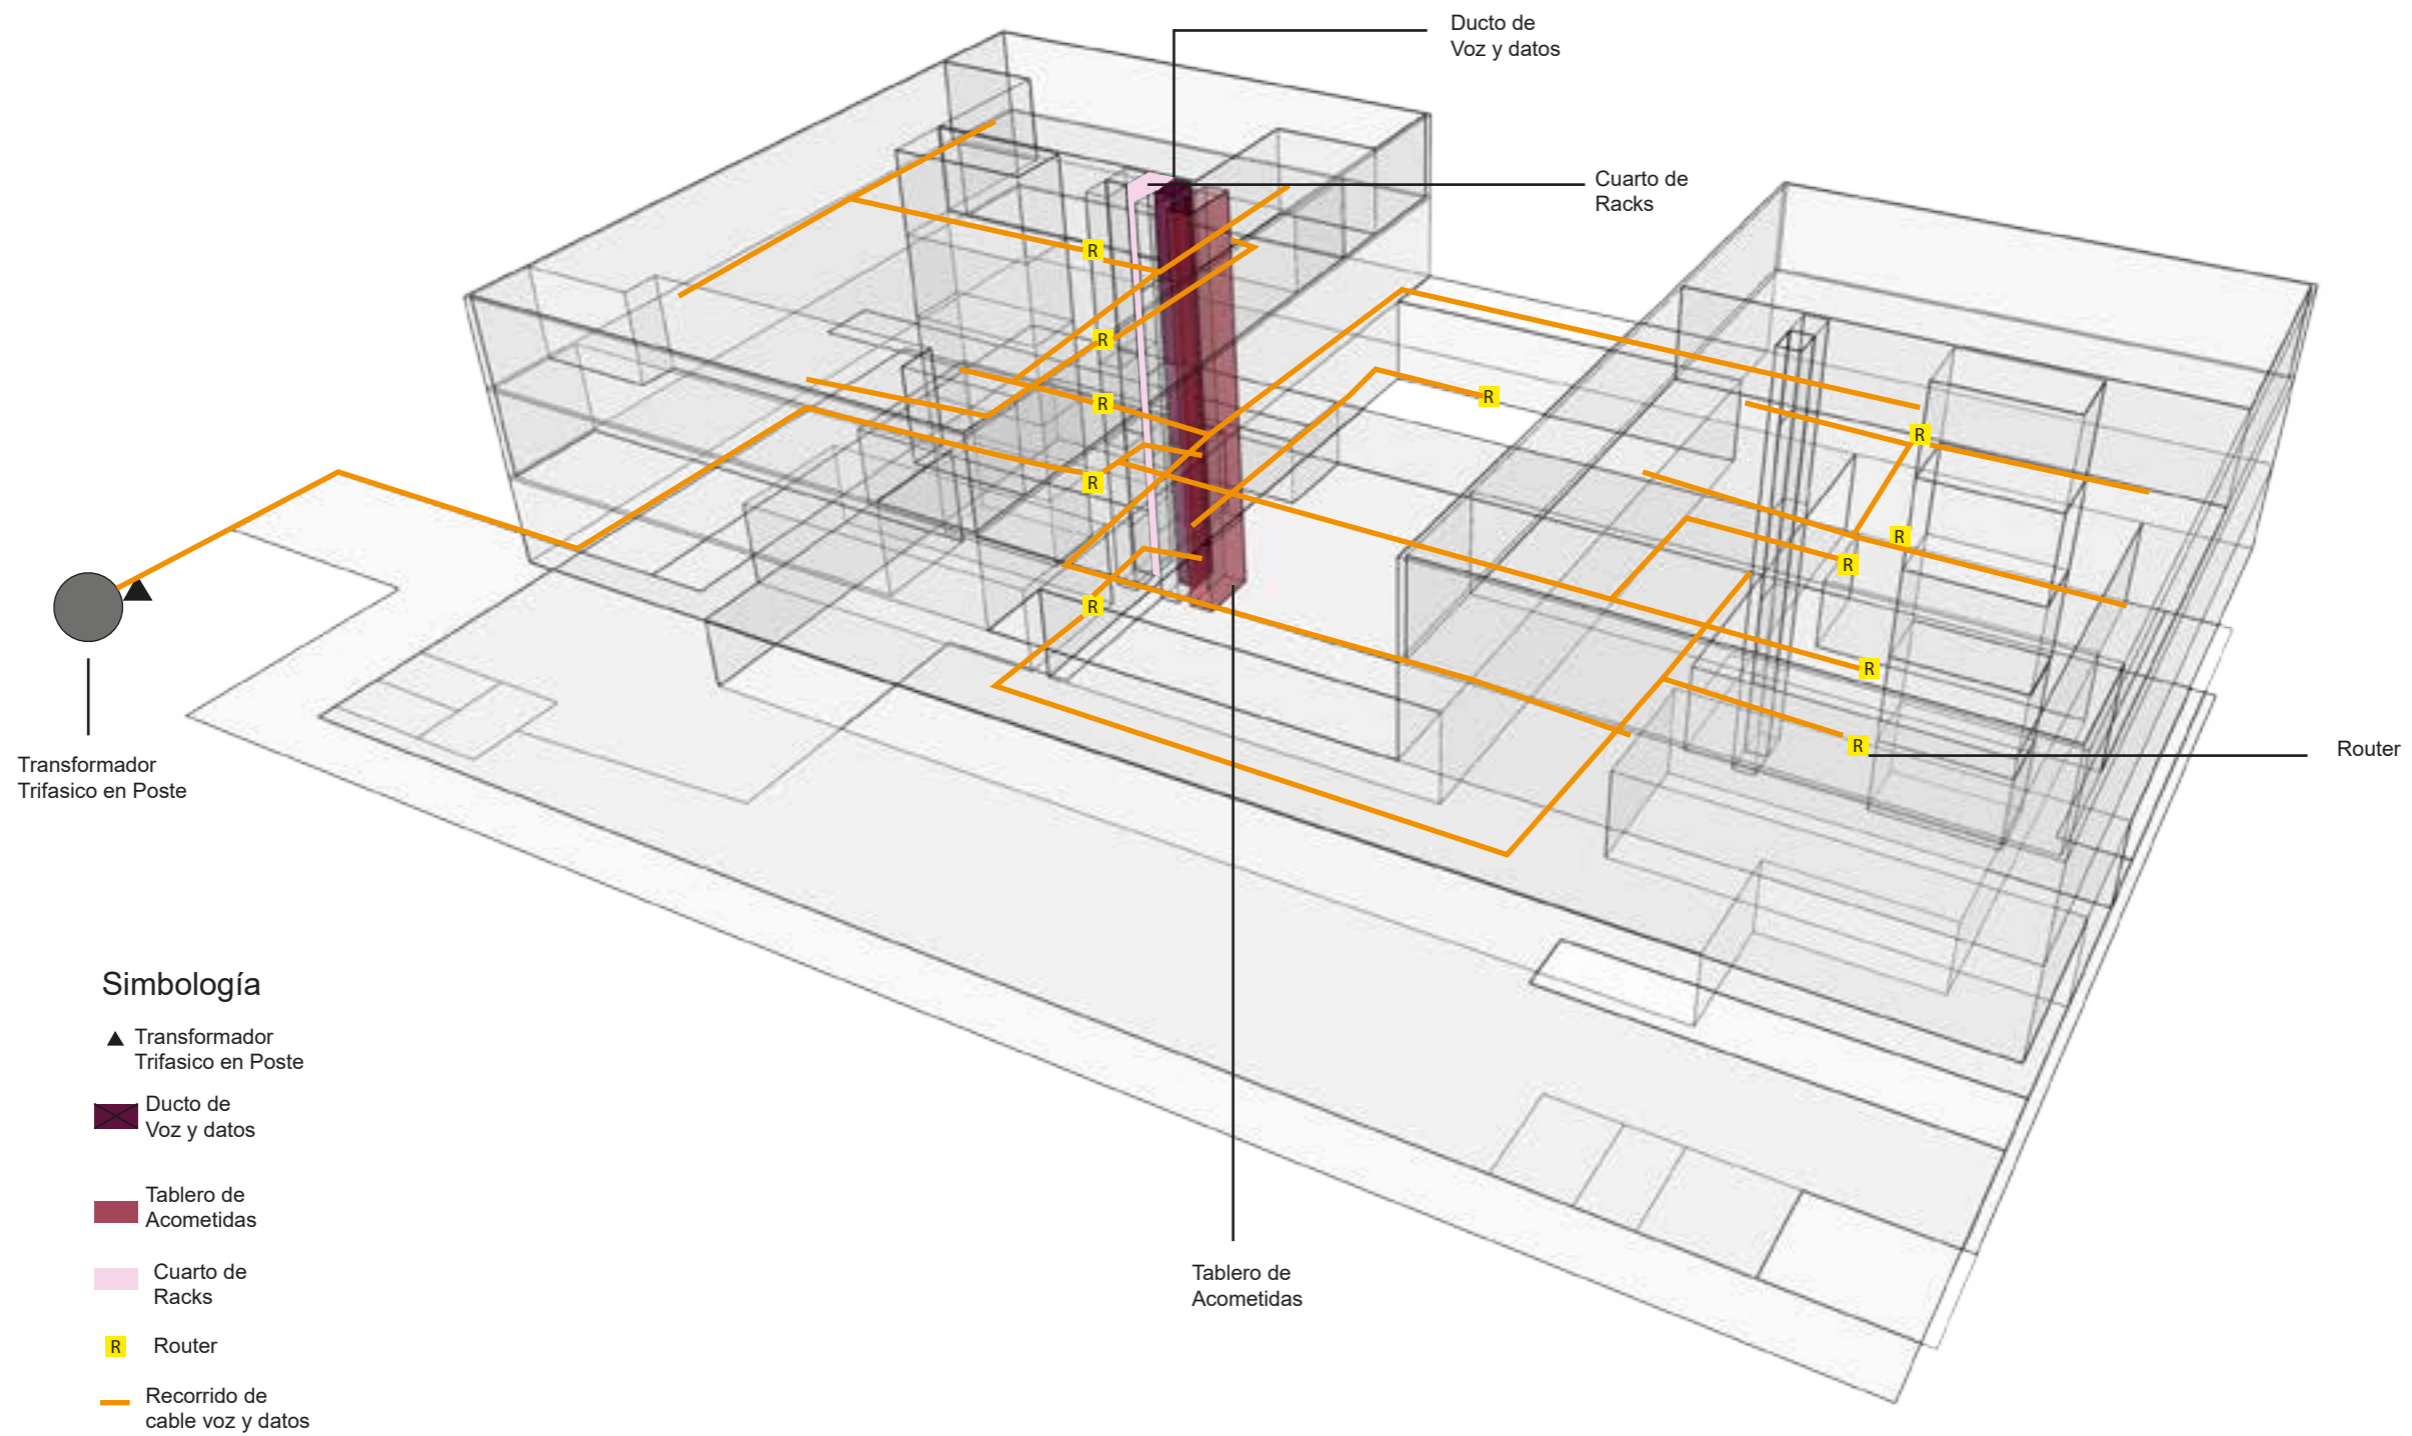 Ducto de
Voz y datos
Cuarto de
Racks
R
R
R
R
R
R
R
R
R
R
R
Router
Transformador
Trifasico en Poste
Tablero de
Acometidas
Simbología
Transformador
Trifasico en Poste
Ducto de
Voz y datos
Tablero de
Acometidas
Cuarto de
Racks
R Router
Recorrido de
cable voz y datos